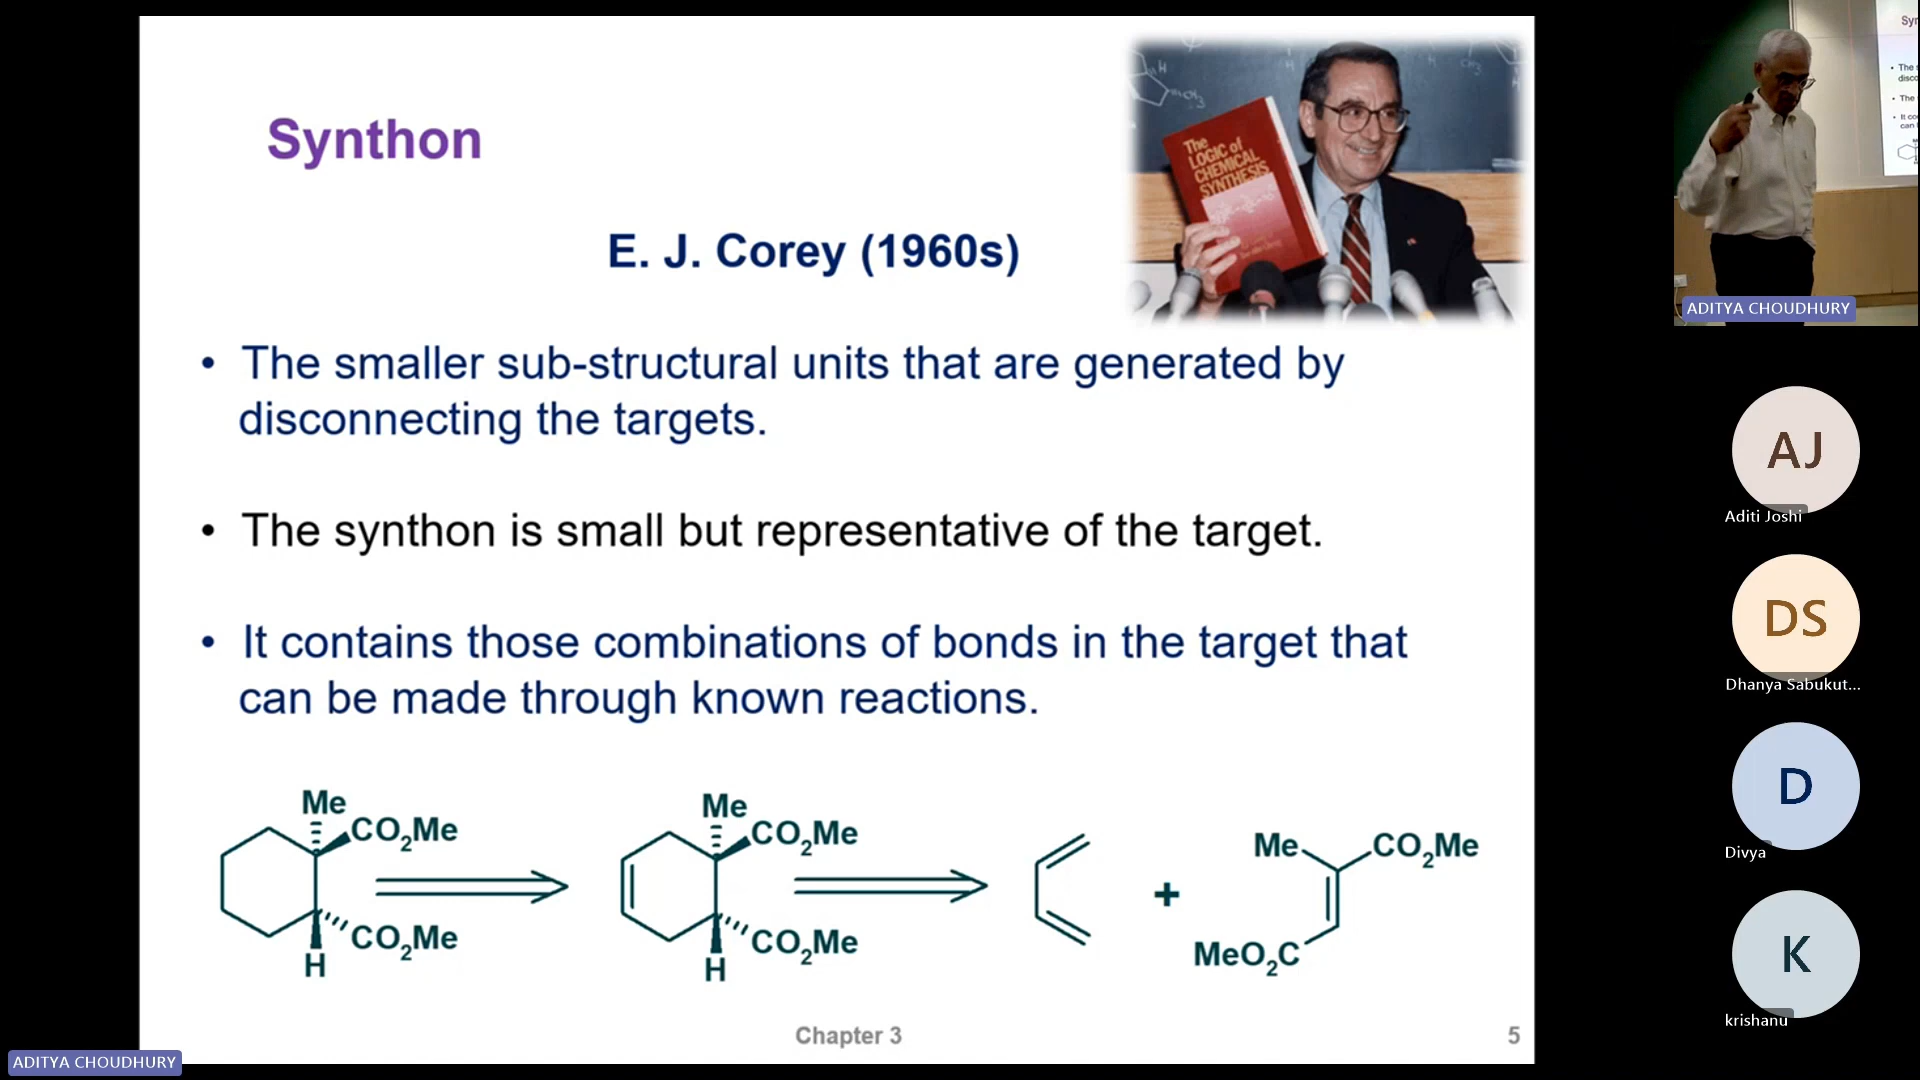 Synthon
E. J. Corey (1960s)
The
LOGIC of
CHEMICAL
SYNTHESIS
• The smaller sub-structural units that are generated by
disconnecting the targets.
• The synthon is small but representative of the target.
• It contains those combinations of bonds in the target that
can be made through known reactions.
Me
CO2Me
CO2Me
H
Me
CO2Me
CO2Me
H
+
Me
CO2Me
MeO2C
Chapter 3
5
ADITYA CHOUDHURY
ADITYA CHOUDHURY
AJ
Aditi Joshi
DS
Dhanya Sabukut...
D
Divya
K
krishanu